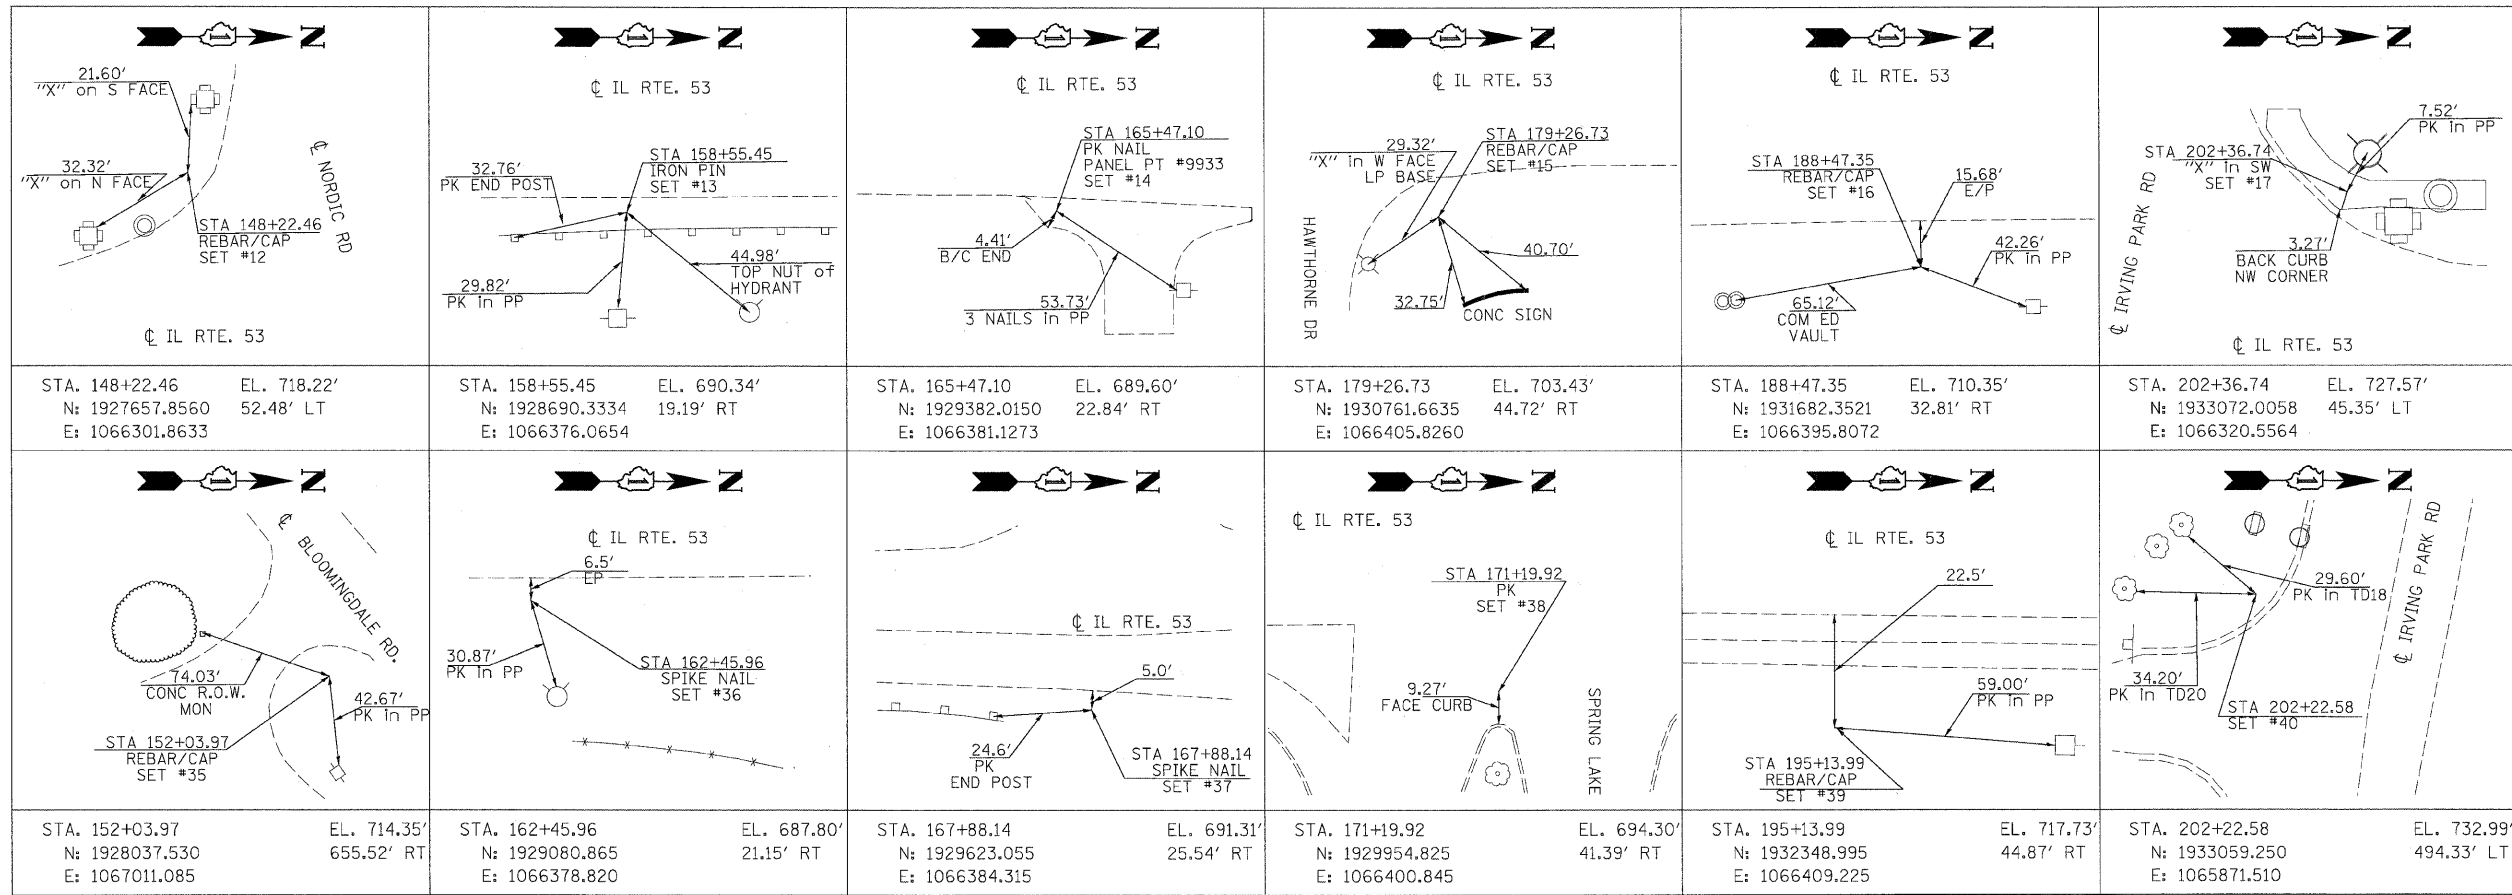 N
21.60'
"X" on S FACE
32.32'
"X" on N FACE
℄ NORDIC RD
STA 148+22.46
REBAR/CAP
SET #12
℄ IL RTE. 53
STA. 148+22.46 EL. 718.22'
N: 1927657.8560 52.48' LT
E: 1066301.8633
N
℄ IL RTE. 53
32.76'
PK END POST
STA 158+55.45
IRON PIN
SET #13
29.82'
PK in PP
44.98'
TOP NUT of
HYDRANT
STA. 158+55.45 EL. 690.34'
N: 1928690.3334 19.19' RT
E: 1066376.0654
N
℄ IL RTE. 53
STA 165+47.10
PK NAIL
PANEL PT #9933
SET #14
4.41'
B/C END
53.73'
3 NAILS in PP
STA. 165+47.10 EL. 689.60'
N: 1929382.0150 22.84' RT
E: 1066381.1273
N
℄ IL RTE. 53
29.32'
"X" in W FACE
LP BASE
STA 179+26.73
REBAR/CAP
SET #15
HAWTHORNE DR
40.70'
32.75'
CONC SIGN
STA. 179+26.73 EL. 703.43'
N: 1930761.6635 44.72' RT
E: 1066405.8260
N
℄ IL RTE. 53
STA 188+47.35
REBAR/CAP
SET #16
15.68'
E/P
42.26'
PK in PP
65.12'
COM ED
VAULT
STA. 188+47.35 EL. 710.35'
N: 1931682.3521 32.81' RT
E: 1066395.8072
N
7.52'
PK in PP
STA 202+36.74
"X" in SW
SET #17
℄ IRVING PARK RD
3.27'
BACK CURB
NW CORNER
℄ IL RTE. 53
STA. 202+36.74 EL. 727.57'
N: 1933072.0058 45.35' LT
E: 1066320.5564
N
℄ BLOOMINGDALE RD.
74.03'
CONC R.O.W.
MON
42.67'
PK in PP
STA 152+03.97
REBAR/CAP
SET #35
STA. 152+03.97 EL. 714.35'
N: 1928037.530 655.52' RT
E: 1067011.085
N
℄ IL RTE. 53
6.5'
EP
30.87'
PK in PP
STA 162+45.96
SPIKE NAIL
SET #36
STA. 162+45.96 EL. 687.80'
N: 1929080.865 21.15' RT
E: 1066378.820
N
℄ IL RTE. 53
5.0'
24.6'
PK
END POST
STA 167+88.14
SPIKE NAIL
SET #37
STA. 167+88.14 EL. 691.31'
N: 1929623.055 25.54' RT
E: 1066384.315
N
℄ IL RTE. 53
STA 171+19.92
PK
SET #38
9.27'
FACE CURB
SPRING LAKE
STA. 171+19.92 EL. 694.30'
N: 1929954.825 41.39' RT
E: 1066400.845
N
℄ IL RTE. 53
22.5'
59.00'
PK in PP
STA 195+13.99
REBAR/CAP
SET #39
STA. 195+13.99 EL. 717.73'
N: 1932348.995 44.87' RT
E: 1066409.225
N
29.60'
PK in TD18
34.20'
PK in TD20
STA 202+22.58
SET #40
℄ IRVING PARK RD
STA. 202+22.58 EL. 732.99'
N: 1933059.250 494.33' LT
E: 1065871.510